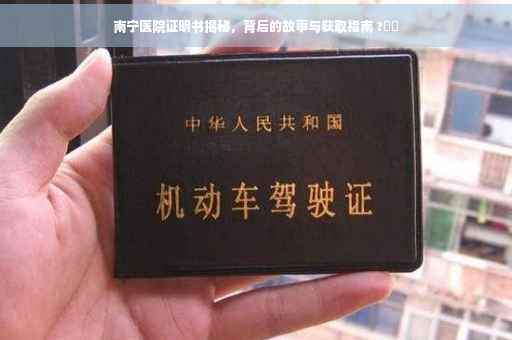 南宁医院证明书揭秘，背后的故事与获取指南 ?
中华人民共和国
机动车驾驶证